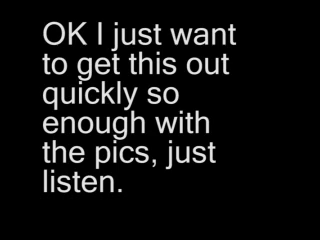 OK I just want
to get this out
quickly so
enough with
the pics, just
listen.